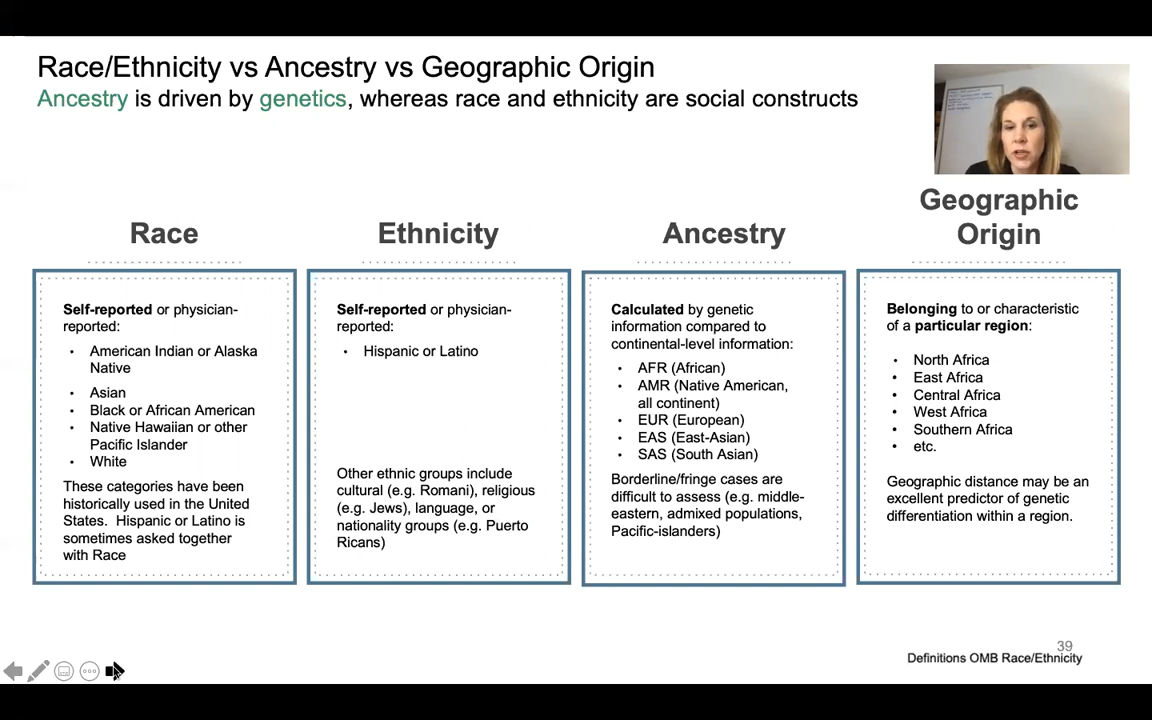 Race/Ethnicity vs Ancestry vs Geographic Origin
Ancestry is driven by genetics, whereas race and ethnicity are social constructs
Race
Self-reported or physician-
reported:
• American Indian or Alaska
Native
• Asian
• Black or African American
• Native Hawaiian or other
Pacific Islander
• White
These categories have been
historically used in the United
States. Hispanic or Latino is
sometimes asked together
with Race
Ethnicity
Self-reported or physician-
reported:
• Hispanic or Latino
Other ethnic groups include
cultural (e.g. Romani), religious
(e.g. Jews), language, or
nationality groups (e.g. Puerto
Ricans)
Ancestry
Calculated by genetic
information compared to
continental-level information:
• AFR (African)
• AMR (Native American,
all continent)
• EUR (European)
• EAS (East-Asian)
• SAS (South Asian)
Borderline/fringe cases are
difficult to assess (e.g. middle-
eastern, admixed populations,
Pacific-islanders)
Geographic
Origin
Belonging to or characteristic
of a particular region:
• North Africa
• East Africa
• Central Africa
• West Africa
• Southern Africa
• etc.
Geographic distance may be an
excellent predictor of genetic
differentiation within a region.
39
Definitions OMB Race/Ethnicity